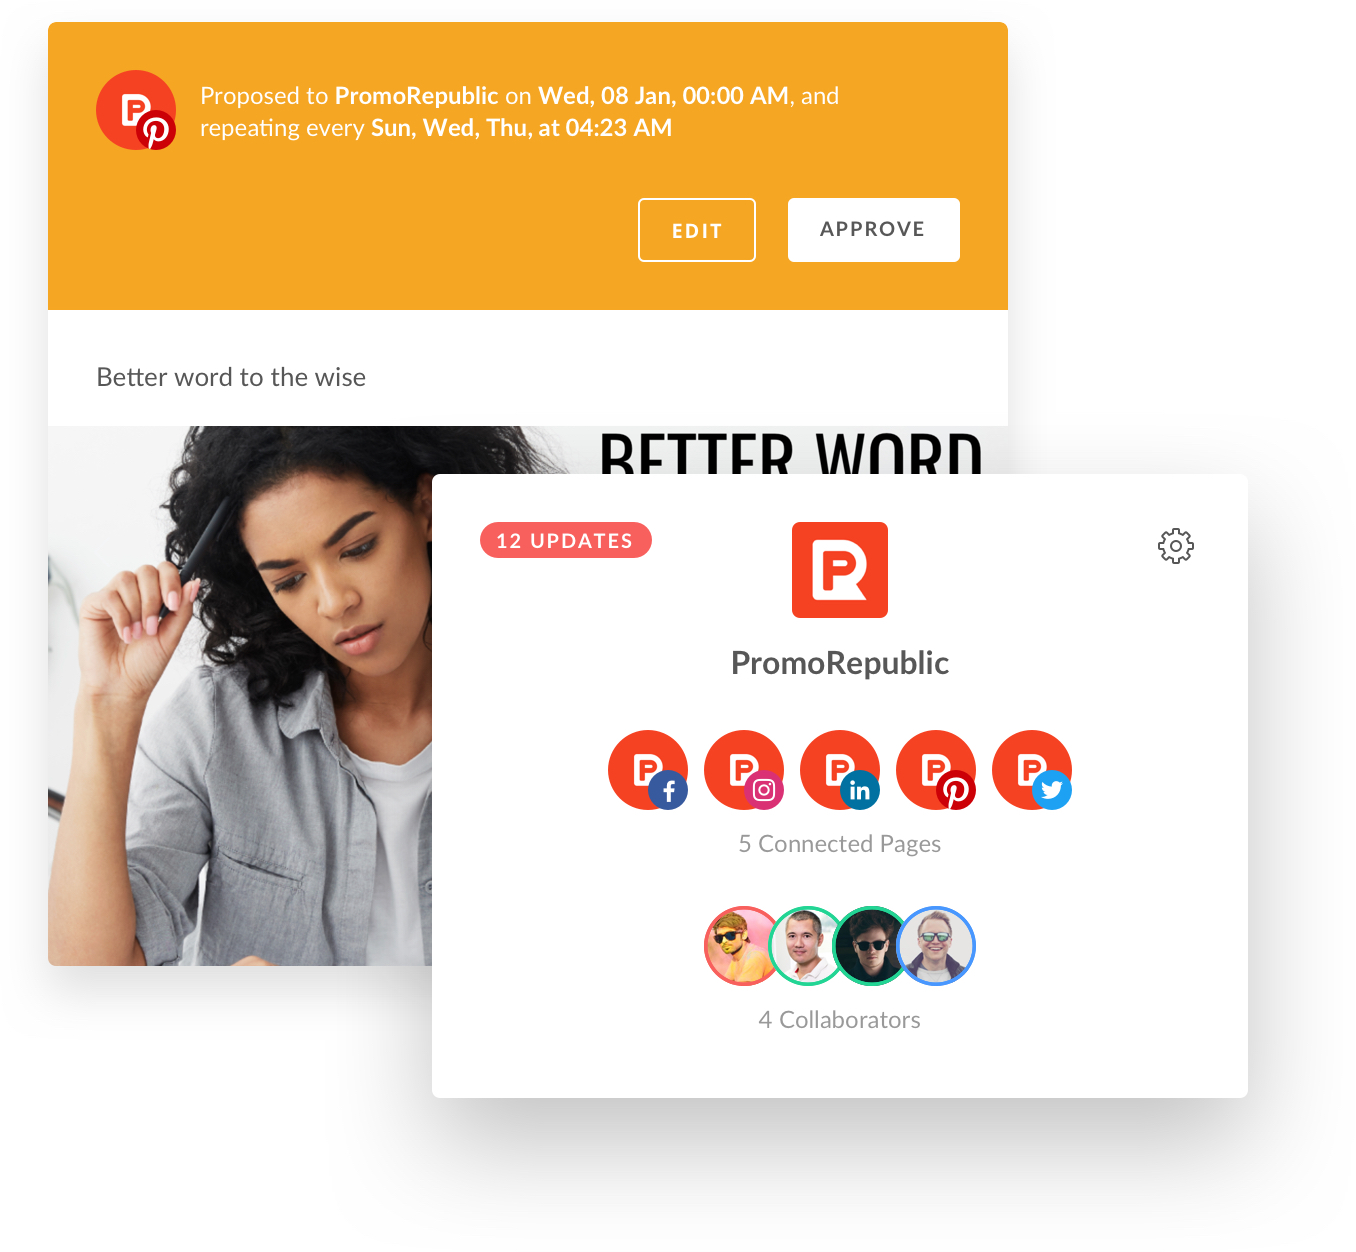 Proposed to PromoRepublic on Wed, 08 Jan, 00:00 AM, and
repeating every Sun, Wed, Thu, at 04:23 AM
EDIT
APPROVE
Better word to the wise
BETTER WORD
12 UPDATES
PromoRepublic
5 Connected Pages
4 Collaborators